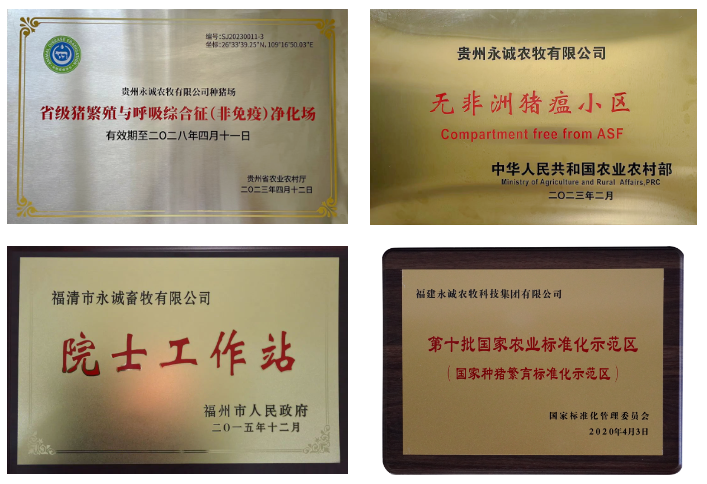 编号:SJ20230011-3
坐标:26°33'39.25"N, 109°16'50.03"E
贵州永诚农牧有限公司种猪场
省级猪繁殖与呼吸综合征(非免疫)净化场
有效期至二〇二八年四月十一日
贵州省农业农村厅
二〇二三年四月十二日
贵州永诚农牧有限公司
无非洲猪瘟小区
Compartment free from ASF
中华人民共和国农业农村部
Ministry of Agriculture and Rural Affairs,PRC
二〇二三年二月
福清市永诚畜牧有限公司
院士工作站
福州市人民政府
二〇一五年十二月
福建永诚农牧科技集团有限公司
第十批国家农业标准化示范区
(国家种猪繁育标准化示范区)
国家标准化管理委员会
2020年4月3日